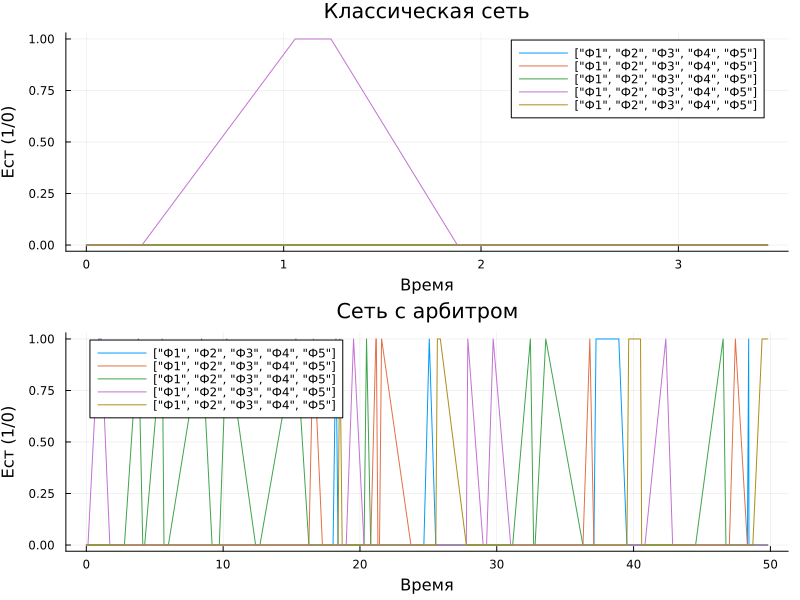 Классическая сеть
1.00
0.75
0.50
0.25
0.00
Ест (1/0)
["Ф1", "Ф2", "Ф3", "Ф4", "Ф5"]
["Ф1", "Ф2", "Ф3", "Ф4", "Ф5"]
["Ф1", "Ф2", "Ф3", "Ф4", "Ф5"]
["Ф1", "Ф2", "Ф3", "Ф4", "Ф5"]
["Ф1", "Ф2", "Ф3", "Ф4", "Ф5"]
0 1 2 3
Время
Сеть с арбитром
1.00
0.75
0.50
0.25
0.00
Ест (1/0)
["Ф1", "Ф2", "Ф3", "Ф4", "Ф5"]
["Ф1", "Ф2", "Ф3", "Ф4", "Ф5"]
["Ф1", "Ф2", "Ф3", "Ф4", "Ф5"]
["Ф1", "Ф2", "Ф3", "Ф4", "Ф5"]
["Ф1", "Ф2", "Ф3", "Ф4", "Ф5"]
0 10 20 30 40 50
Время